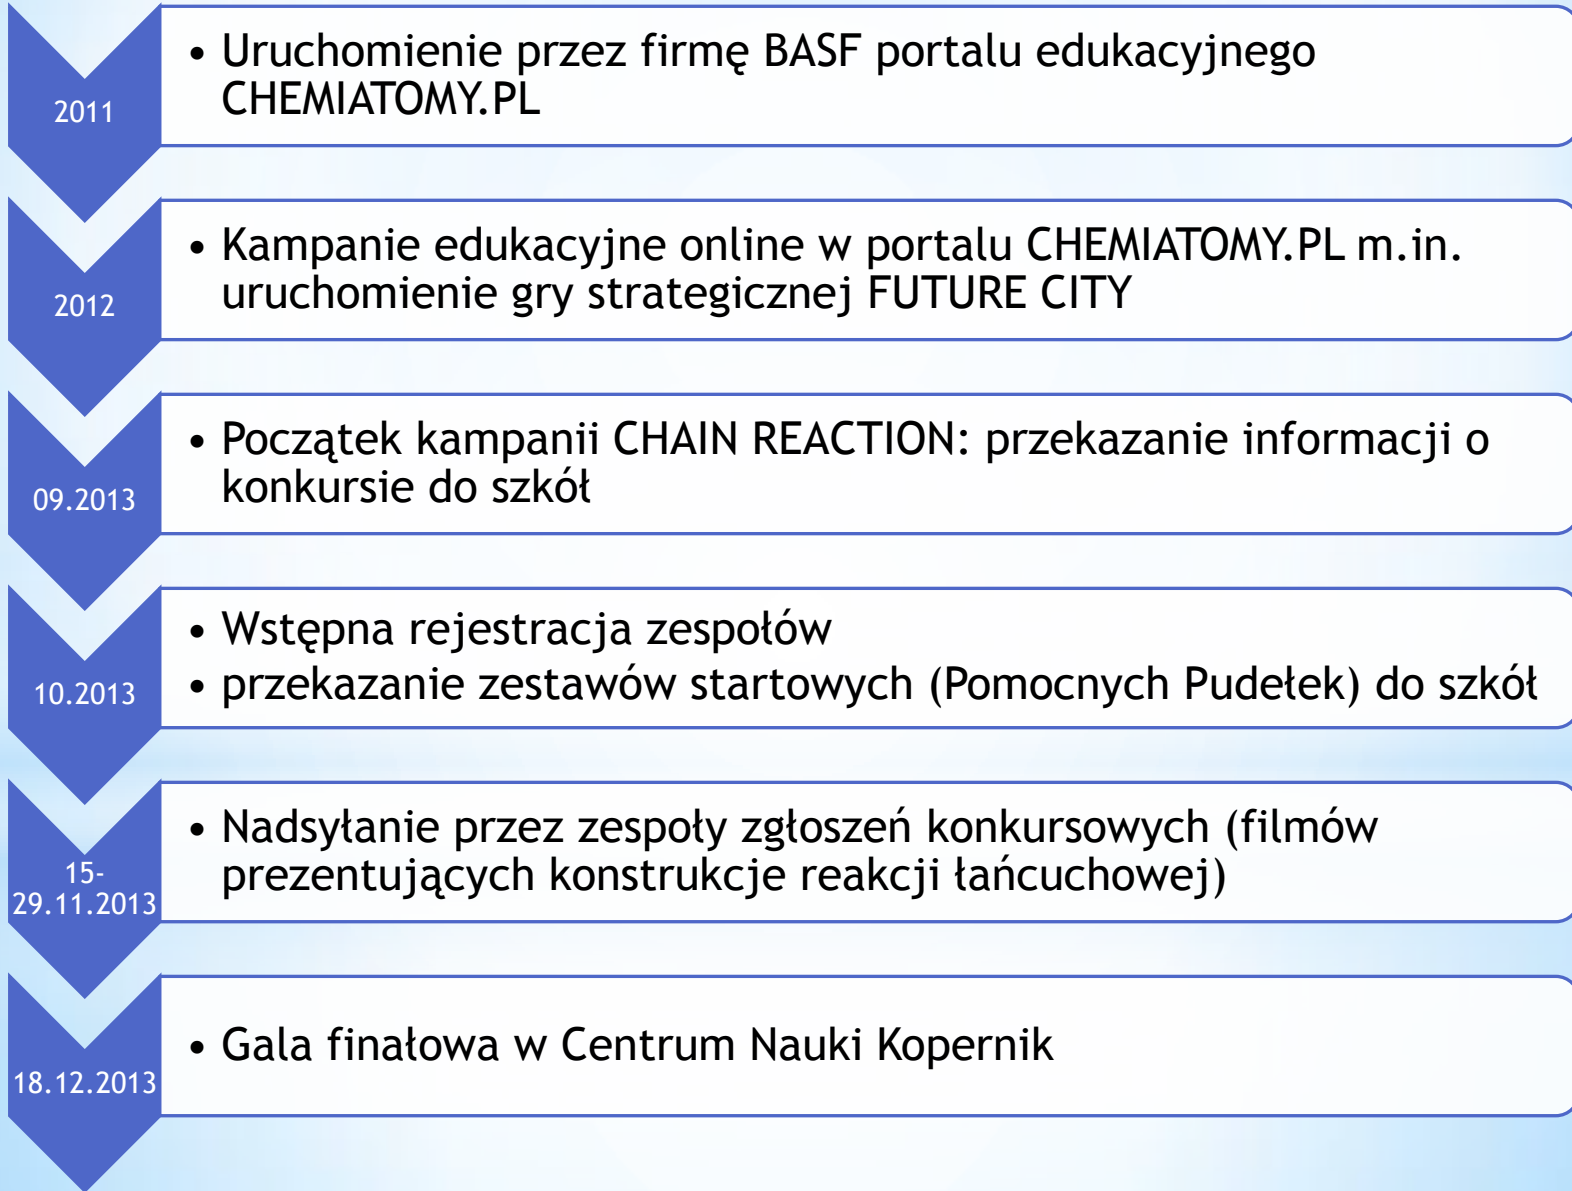 2011
• Uruchomienie przez firmę BASF portalu edukacyjnego
CHEMIATOMY.PL
2012
• Kampanie edukacyjne online w portalu CHEMIATOMY.PL m.in.
uruchomienie gry strategicznej FUTURE CITY
09.2013
• Początek kampanii CHAIN REACTION: przekazanie informacji o
konkursie do szkół
10.2013
• Wstępna rejestracja zespołów
• przekazanie zestawów startowych (Pomocnych Pudełek) do szkół
15-
29.11.2013
• Nadsyłanie przez zespoły zgłoszeń konkursowych (filmów
prezentujących konstrukcje reakcji łańcuchowej)
18.12.2013
• Gala finałowa w Centrum Nauki Kopernik